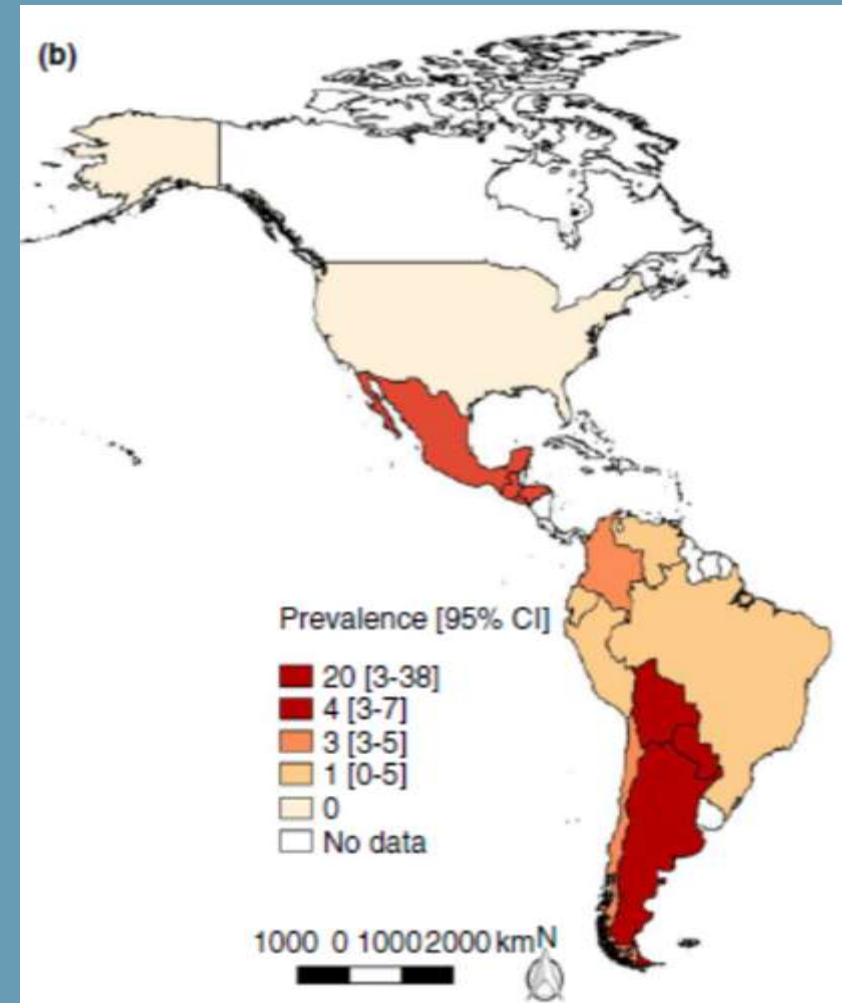 (b)
Prevalence [95% CI]
20 [3-38]
4 [3-7]
3 [3-5]
1 [0-5]
0
No data
1000 0 10002000 km N